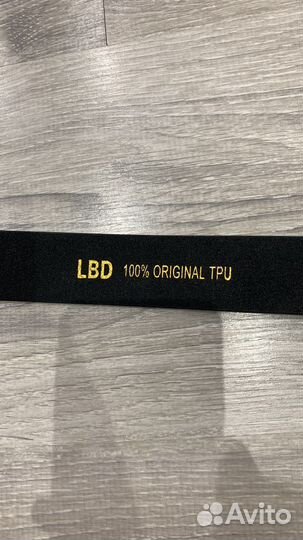 LBD 100% ORIGINAL TPU
Avito